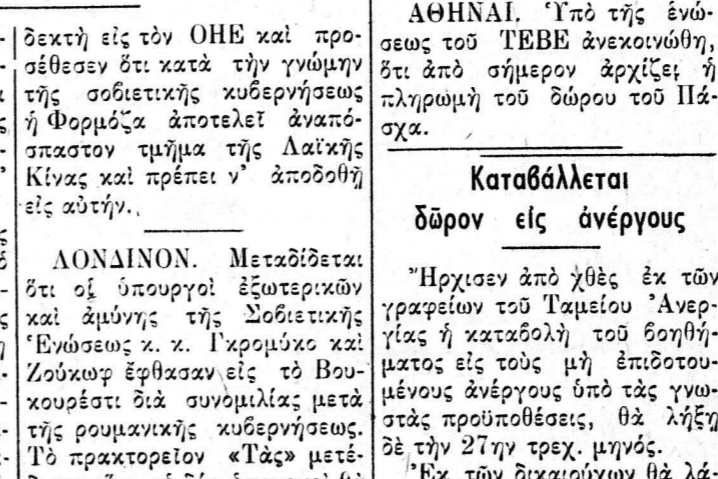 δεκτὴ εἰς τὸν ΟΗΕ καὶ προ-
σέθεσεν ὅτι κατὰ τὴν γνώμην
τῆς σοβιετικῆς κυβερνήσεως
ἡ Φορμόζα ἀποτελεῖ ἀναπό-
σπαστον τμῆμα τῆς Λαϊκῆς
Κίνας καὶ πρέπει ν' ἀποδοθῇ
εἰς αὐτήν.
ΛΟΝΔΙΝΟΝ. Μεταδίδεται
ὅτι οἱ ὑπουργοὶ ἐξωτερικῶν
καὶ ἀμύνης τῆς Σοβιετικῆς
Ἑνώσεως κ. κ. Γκρομύκο καὶ
Ζούκωφ ἔφθασαν εἰς τὸ Βου-
κουρέστι διὰ συνομιλίας μετὰ
τῆς ρουμανικῆς κυβερνήσεως.
Τὸ πρακτορεῖον «Τὰς» μετέ-
ΑΘΗΝΑΙ. Ὑπὸ τῆς ἑνώ-
σεως τοῦ ΤΕΒΕ ἀνεκοινώθη,
ὅτι ἀπὸ σήμερον ἀρχίζει ἡ
πληρωμὴ τοῦ δώρου τοῦ Πά-
σχα.
Καταβάλλεται
δῶρον εἰς ἀνέργους
Ἤρχισεν ἀπὸ χθὲς ἐκ τῶν
γραφείων τοῦ Ταμείου Ἀνερ-
γίας ἡ καταβολὴ τοῦ βοηθή-
ματος εἰς τοὺς μὴ ἐπιδοτου-
μένους ἀνέργους ὑπὸ τὰς γνω-
στὰς προϋποθέσεις, θὰ λήξῃ
δὲ τὴν 27ην τρεχ. μηνός.
Ἐκ τῶν δικαιούχων θὰ λά-